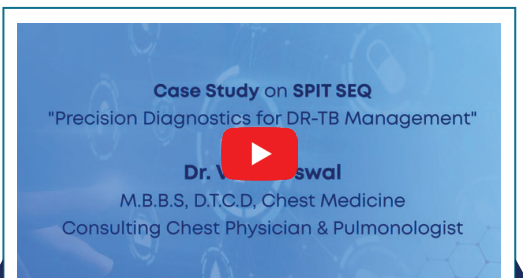 Case Study on SPIT SEQ
"Precision Diagnostics for DR-TB Management"
Dr.
M.B.B.S, D.T.C.D, Chest Medicine
Consulting Chest Physician & Pulmonologist